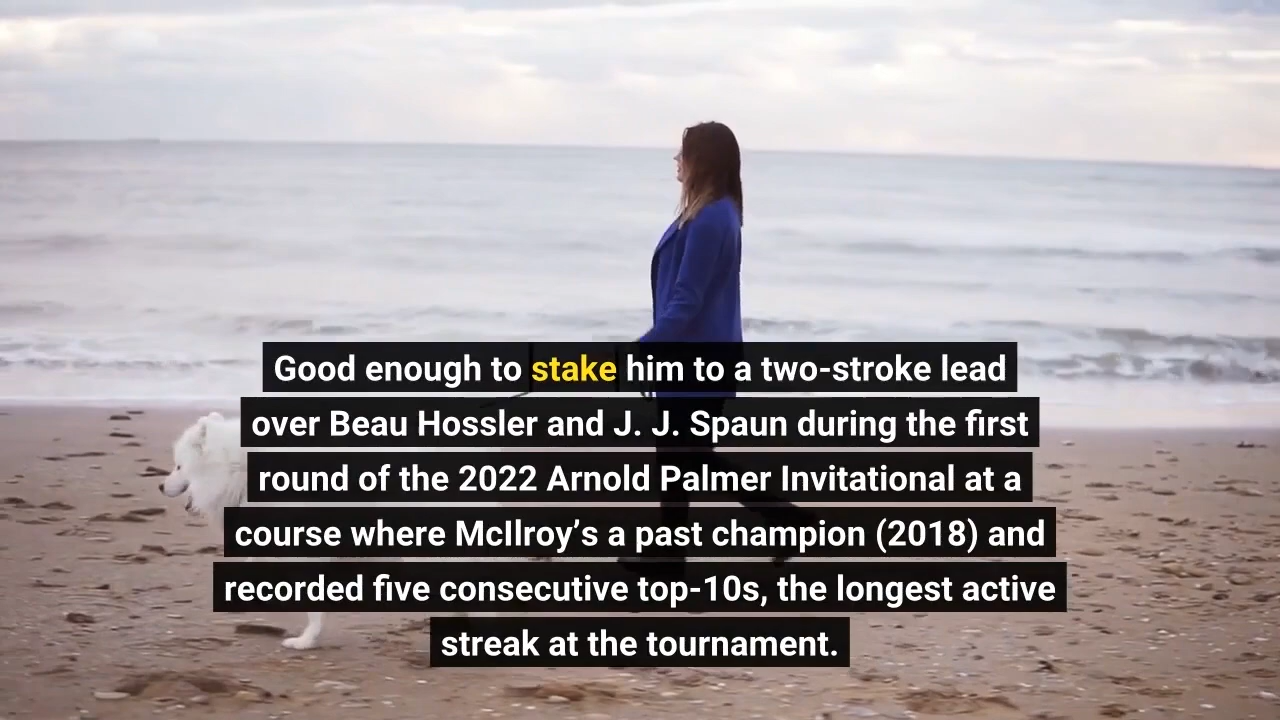 Good enough to stake him to a two-stroke lead
over Beau Hossler and J. J. Spaun during the first
round of the 2022 Arnold Palmer Invitational at a
course where McIlroy’s a past champion (2018) and
recorded five consecutive top-10s, the longest active
streak at the tournament.